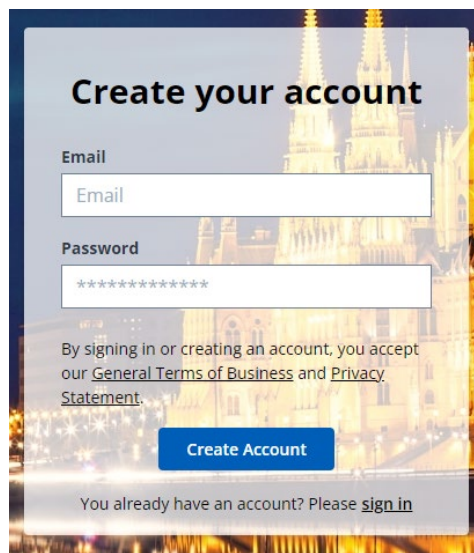 Create your account
Email
Email
Password
*************
By signing in or creating an account, you accept
our General Terms of Business and Privacy
Statement.
Create Account
You already have an account? Please sign in